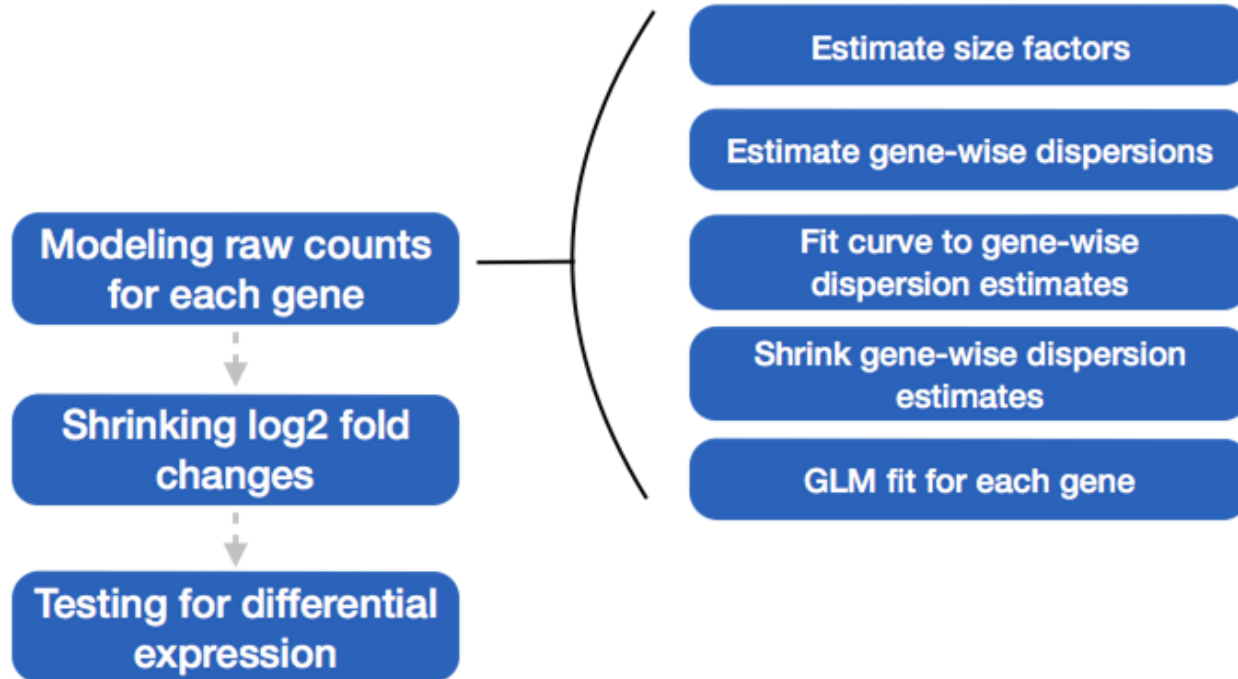 Modeling raw counts
for each gene
Shrinking log2 fold
changes
Testing for differential
expression
Estimate size factors
Estimate gene-wise dispersions
Fit curve to gene-wise
dispersion estimates
Shrink gene-wise dispersion
estimates
GLM fit for each gene